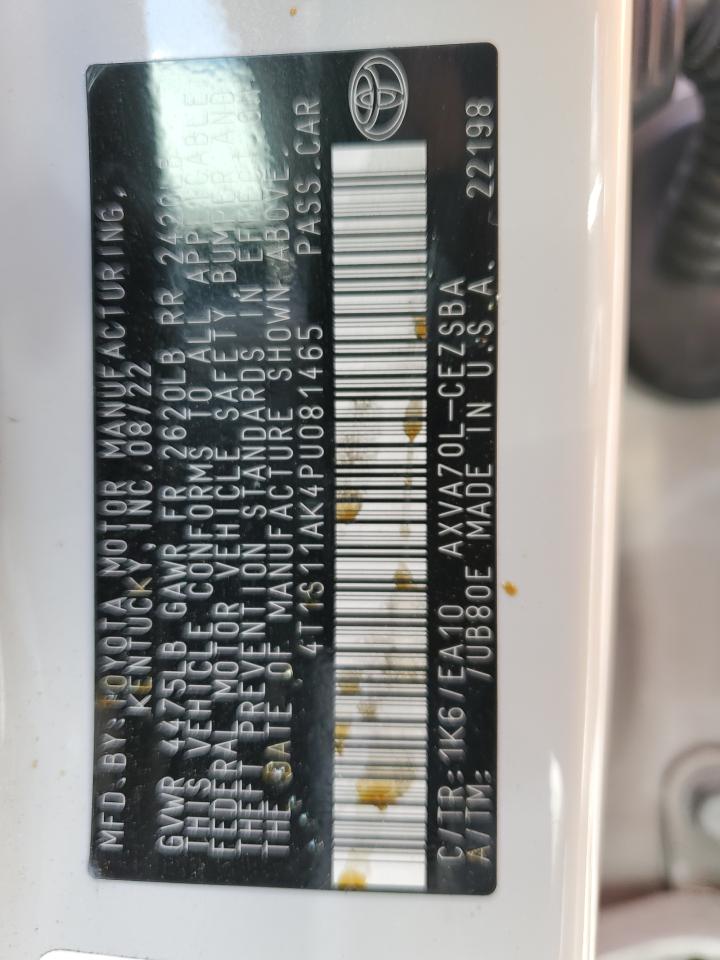 MFD.BY:TOYOTA MOTOR MANUFACTURING,
KENTUCKY,INC.08/22
GVWR 4475LB GAWR FR 2620LB RR
THIS VEHICLE CONFORMS TO ALL APPLICABLE
FEDERAL MOTOR VEHICLE SAFETY BUMPER AND
THEFT PREVENTION STANDARDS IN EFFECT ON
THE DATE OF MANUFACTURE SHOWN ABOVE.
4T1S11AK4PU081465 PASS.CAR
C/TR:1K6/EA10 AXVA70L-CEZSBA
A/TM: /UB80E MADE IN U.S.A. 22198